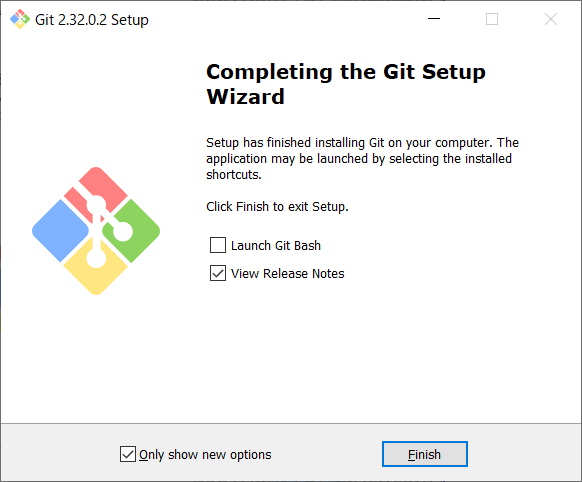 Git 2.32.0.2 Setup
Completing the Git Setup
Wizard
Setup has finished installing Git on your computer. The
application may be launched by selecting the installed
shortcuts.
Click Finish to exit Setup.
Launch Git Bash
View Release Notes
Only show new options
Finish